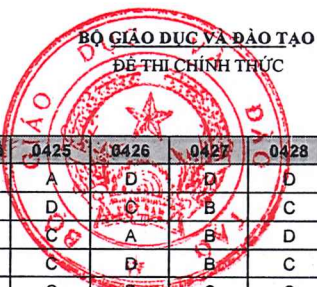 BỘ GIÁO DỤC VÀ ĐÀO TẠO
ĐỀ THI CHÍNH THỨC
0425 0426 0427 0428
A D D D
D C B C
C A B D
C D B C